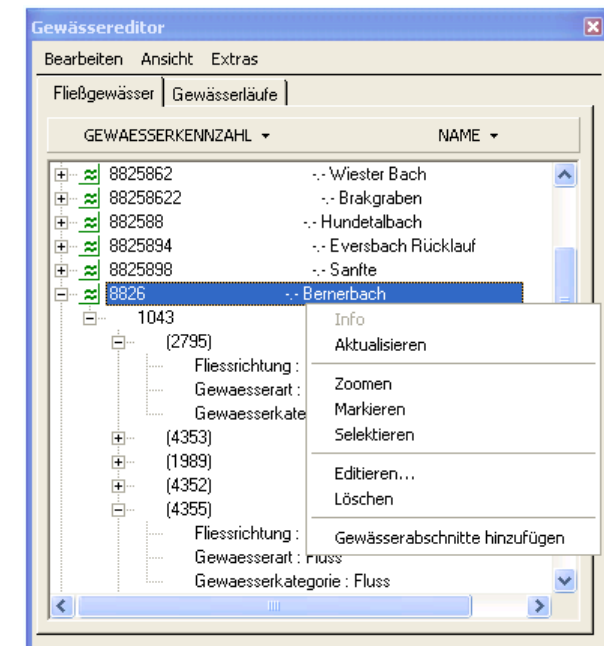 Gewässereditor
Bearbeiten Ansicht Extras
Fließgewässer Gewässerläufe
GEWAESSERKENNZAHL NAME
8825862 -.- Wiester Bach
88258622 -.- Brakgraben
882588 -.- Hundetalbach
8825894 -.- Eversbach Rücklauf
8825898 -.- Sanfte
8826 -.- Bernerbach
1043
(2795)
Fliessrichtung :
Gewaesserart :
Gewaesserkate
(4353)
(1989)
(4352)
(4355)
Fliessrichtung :
Gewaesserart : Fluss
Gewaesserkategorie : Fluss
Info
Aktualisieren
Zoomen
Markieren
Selektieren
Editieren...
Löschen
Gewässerabschnitte hinzufügen